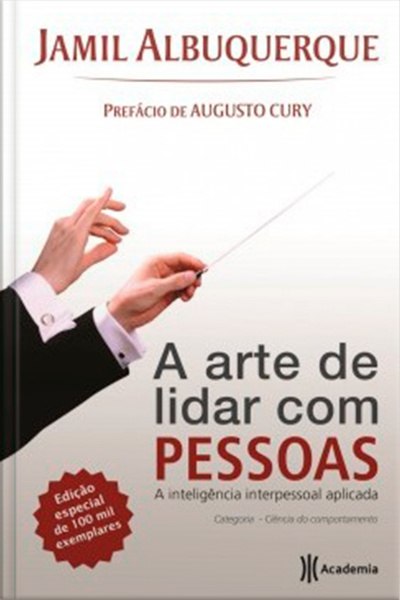 JAMIL ALBUQUERQUE
PREFÁCIO DE AUGUSTO CURY
A arte de
lidar com
PESSOAS
A inteligência interpessoal aplicada
Categoria - Ciência do comportamento
Edição
especial
de 100 mil
exemplares
Academia